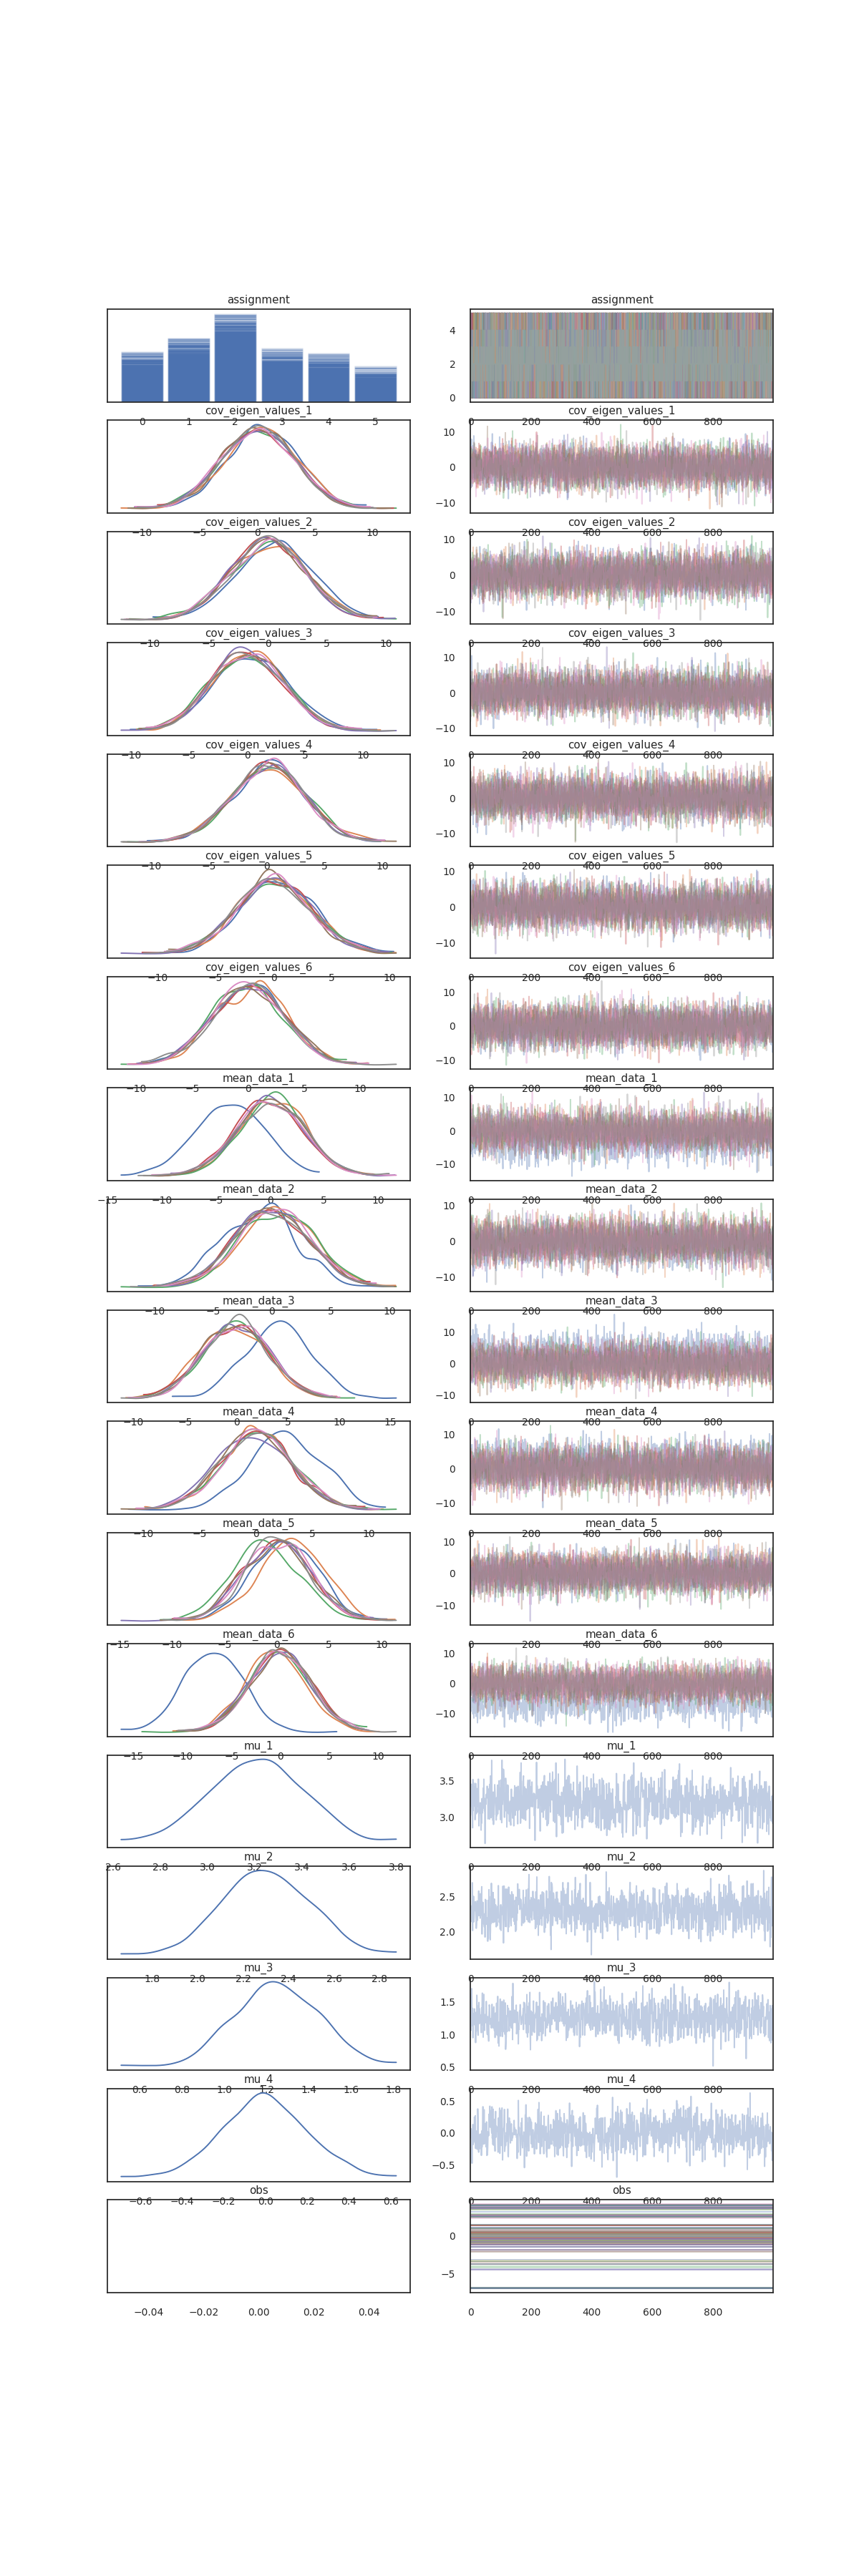 assignment assignment
4
2
0
0 1 2 3 4 5 0 200 400 600 800
cov_eigen_values_1 cov_eigen_values_1
10
0
−10
−10 −5 0 5 10 0 200 400 600 800
cov_eigen_values_2 cov_eigen_values_2
10
0
−10
−10 −5 0 5 10 0 200 400 600 800
cov_eigen_values_3 cov_eigen_values_3
10
0
−10
−10 −5 0 5 10 0 200 400 600 800
cov_eigen_values_4 cov_eigen_values_4
10
0
−10
−10 −5 0 5 10 0 200 400 600 800
cov_eigen_values_5 cov_eigen_values_5
10
0
−10
−10 −5 0 5 10 0 200 400 600 800
cov_eigen_values_6 cov_eigen_values_6
10
0
−10
−10 −5 0 5 10 0 200 400 600 800
mean_data_1 mean_data_1
10
0
−10
−15 −10 −5 0 5 10 0 200 400 600 800
mean_data_2 mean_data_2
10
0
−10
−10 −5 0 5 10 0 200 400 600 800
mean_data_3 mean_data_3
10
0
−10
−10 −5 0 5 10 15 0 200 400 600 800
mean_data_4 mean_data_4
10
0
−10
−10 −5 0 5 10 0 200 400 600 800
mean_data_5 mean_data_5
10
0
−10
−15 −10 −5 0 5 10 0 200 400 600 800
mean_data_6 mean_data_6
10
0
−10
−15 −10 −5 0 5 10 0 200 400 600 800
mu_1 mu_1
3.5
3.0
2.6 2.8 3.0 3.2 3.4 3.6 3.8 0 200 400 600 800
mu_2 mu_2
2.5
2.0
1.8 2.0 2.2 2.4 2.6 2.8 0 200 400 600 800
mu_3 mu_3
1.5
1.0
0.5
0.6 0.8 1.0 1.2 1.4 1.6 1.8 0 200 400 600 800
mu_4 mu_4
0.5
0.0
−0.5
−0.6 −0.4 −0.2 0.0 0.2 0.4 0.6 0 200 400 600 800
obs obs
0
−5
−0.04 −0.02 0.00 0.02 0.04 0 200 400 600 800